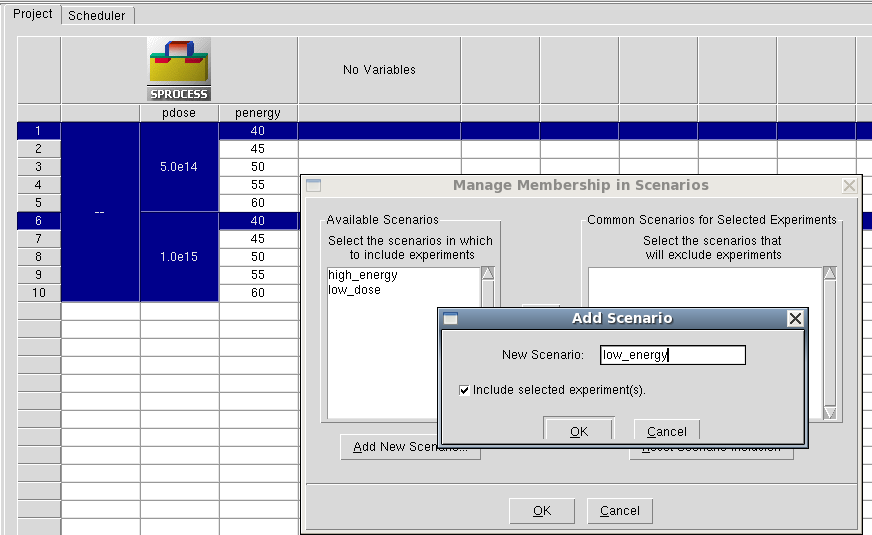 Project Scheduler
SPROCESS
No Variables
pdose penergy
1 -- 5.0e14 40
2 45
3 50
4 55
5 60
6 1.0e15 40
7 45
8 50
9 55
10 60
Manage Membership in Scenarios
Available Scenarios
Select the scenarios in which
to include experiments
high_energy
low_dose
Common Scenarios for Selected Experiments
Select the scenarios that
will exclude experiments
Add Scenario
New Scenario: low_energy
Include selected experiment(s).
OK Cancel
Add New Scenario...
OK Cancel